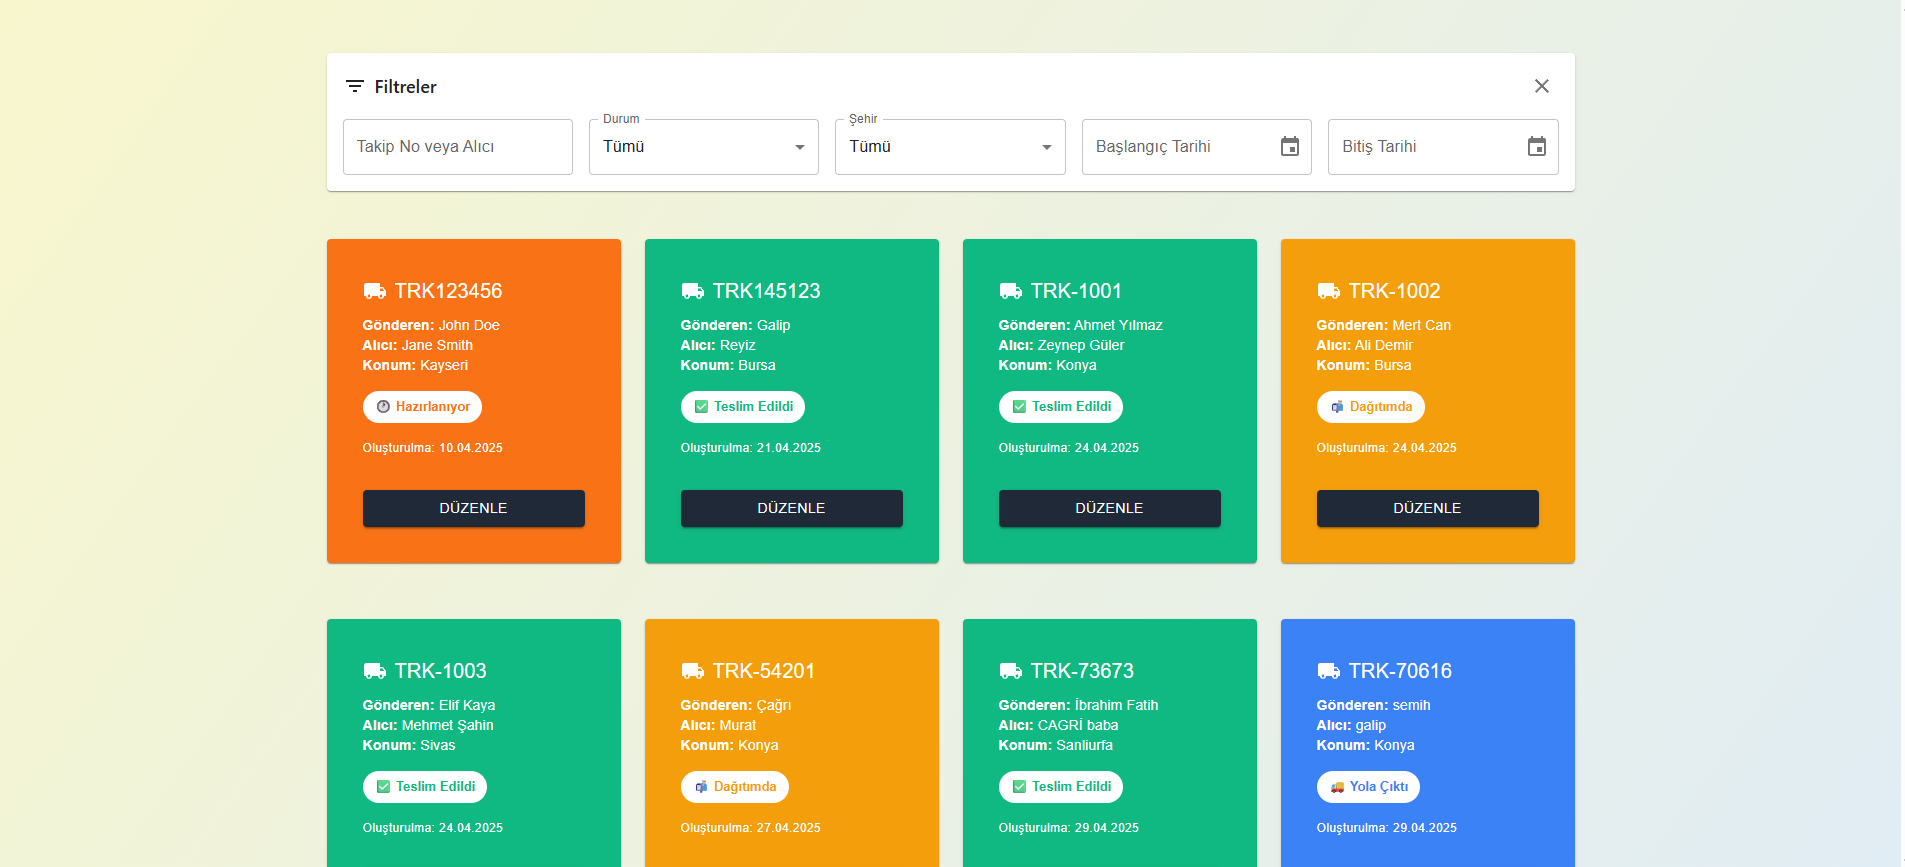 Filtreler
Takip No veya Alıcı
Durum
Tümü
Şehir
Tümü
Başlangıç Tarihi
Bitiş Tarihi
TRK123456
Gönderen: John Doe
Alıcı: Jane Smith
Konum: Kayseri
Hazırlanıyor
Oluşturulma: 10.04.2025
DÜZENLE
TRK145123
Gönderen: Galip
Alıcı: Reyiz
Konum: Bursa
Teslim Edildi
Oluşturulma: 21.04.2025
DÜZENLE
TRK-1001
Gönderen: Ahmet Yılmaz
Alıcı: Zeynep Güler
Konum: Konya
Teslim Edildi
Oluşturulma: 24.04.2025
DÜZENLE
TRK-1002
Gönderen: Mert Can
Alıcı: Ali Demir
Konum: Bursa
Dağıtımda
Oluşturulma: 24.04.2025
DÜZENLE
TRK-1003
Gönderen: Elif Kaya
Alıcı: Mehmet Şahin
Konum: Sivas
Teslim Edildi
Oluşturulma: 24.04.2025
TRK-54201
Gönderen: Çağrı
Alıcı: Murat
Konum: Konya
Dağıtımda
Oluşturulma: 27.04.2025
TRK-73673
Gönderen: İbrahim Fatih
Alıcı: CAGRİ baba
Konum: Sanliurfa
Teslim Edildi
Oluşturulma: 29.04.2025
TRK-70616
Gönderen: semih
Alıcı: galip
Konum: Konya
Yola Çıktı
Oluşturulma: 29.04.2025